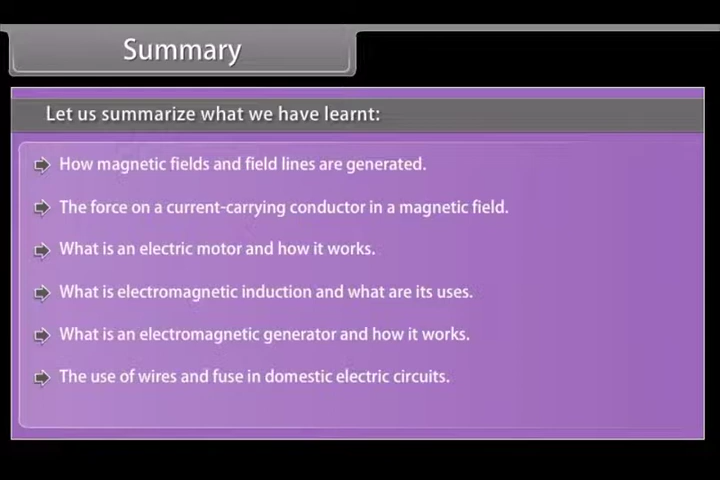 Summary
Let us summarize what we have learnt:
How magnetic fields and field lines are generated.
The force on a current-carrying conductor in a magnetic field.
What is an electric motor and how it works.
What is electromagnetic induction and what are its uses.
What is an electromagnetic generator and how it works.
The use of wires and fuse in domestic electric circuits.